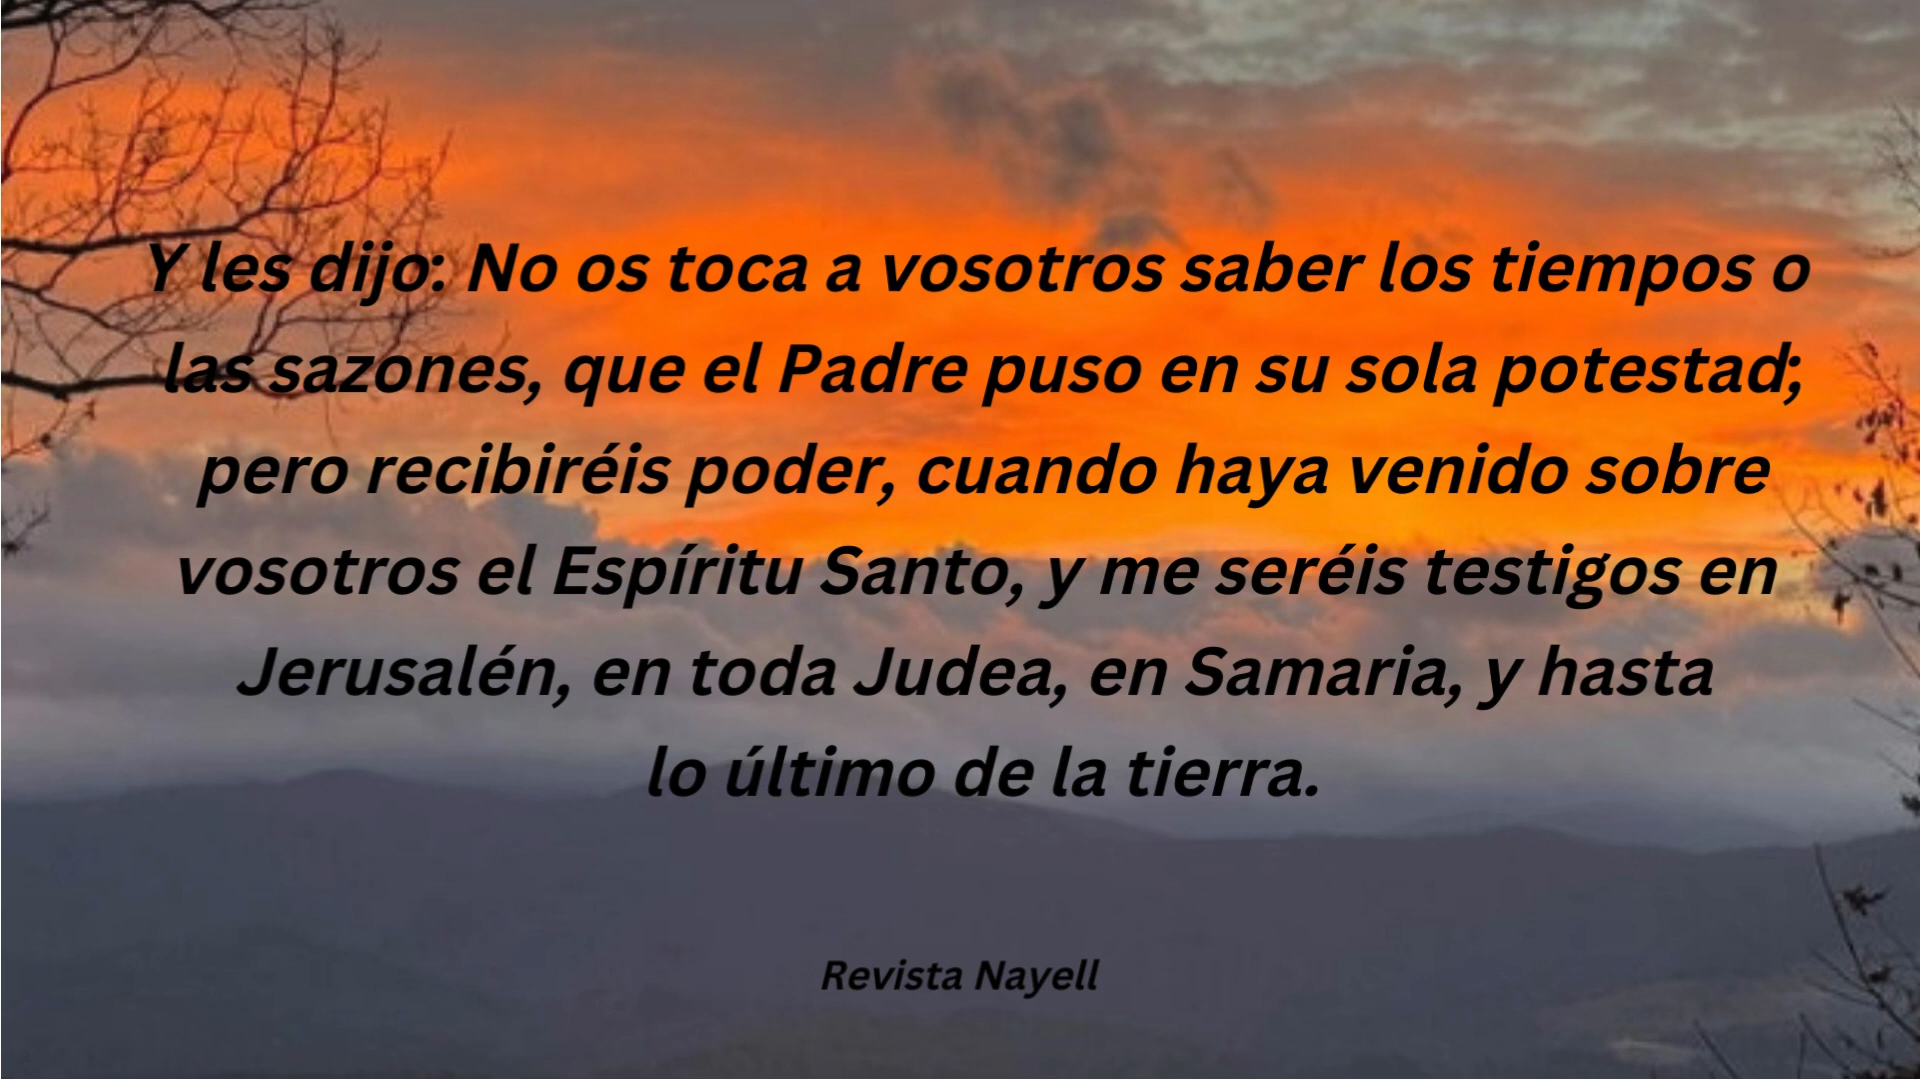 Y les dijo: No os toca a vosotros saber los tiempos o
las sazones, que el Padre puso en su sola potestad;
pero recibiréis poder, cuando haya venido sobre
vosotros el Espíritu Santo, y me seréis testigos en
Jerusalén, en toda Judea, en Samaria, y hasta
lo último de la tierra.
Revista Nayell